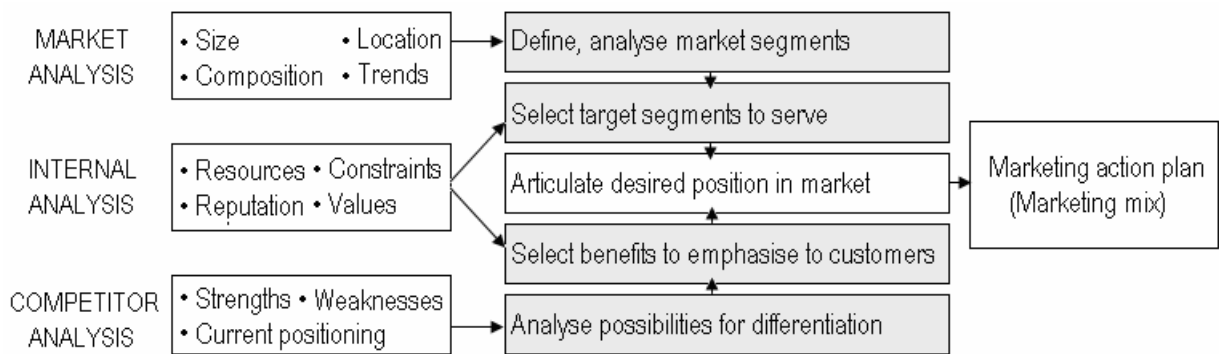 MARKET
ANALYSIS
• Size • Location
• Composition • Trends
Define, analyse market segments
Select target segments to serve
INTERNAL
ANALYSIS
• Resources • Constraints
• Reputation • Values
Articulate desired position in market
Marketing action plan
(Marketing mix)
Select benefits to emphasise to customers
COMPETITOR
ANALYSIS
• Strengths • Weaknesses
• Current positioning
Analyse possibilities for differentiation